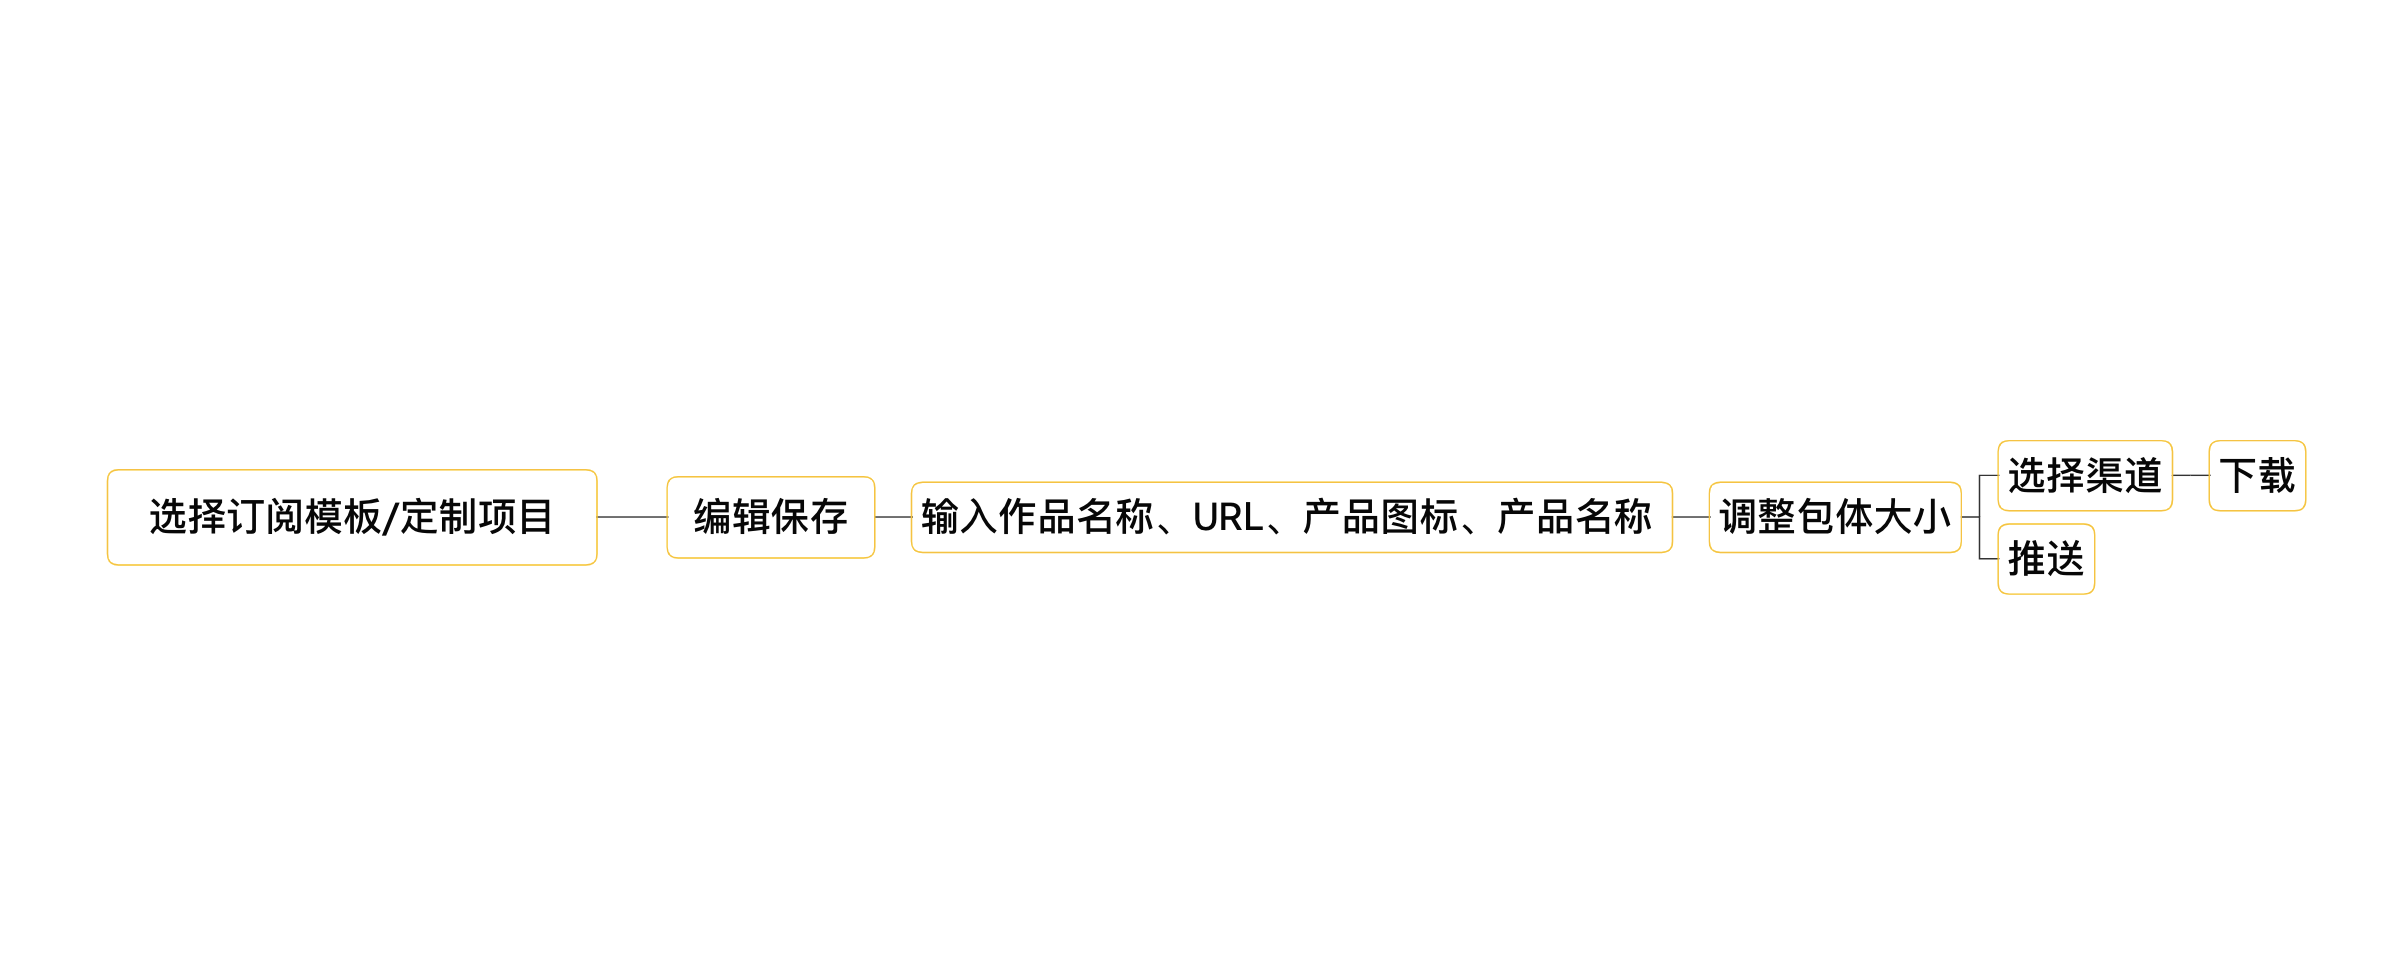 选择订阅模板/定制项目
编辑保存
输入作品名称、URL、产品图标、产品名称
调整包体大小
选择渠道
下载
推送